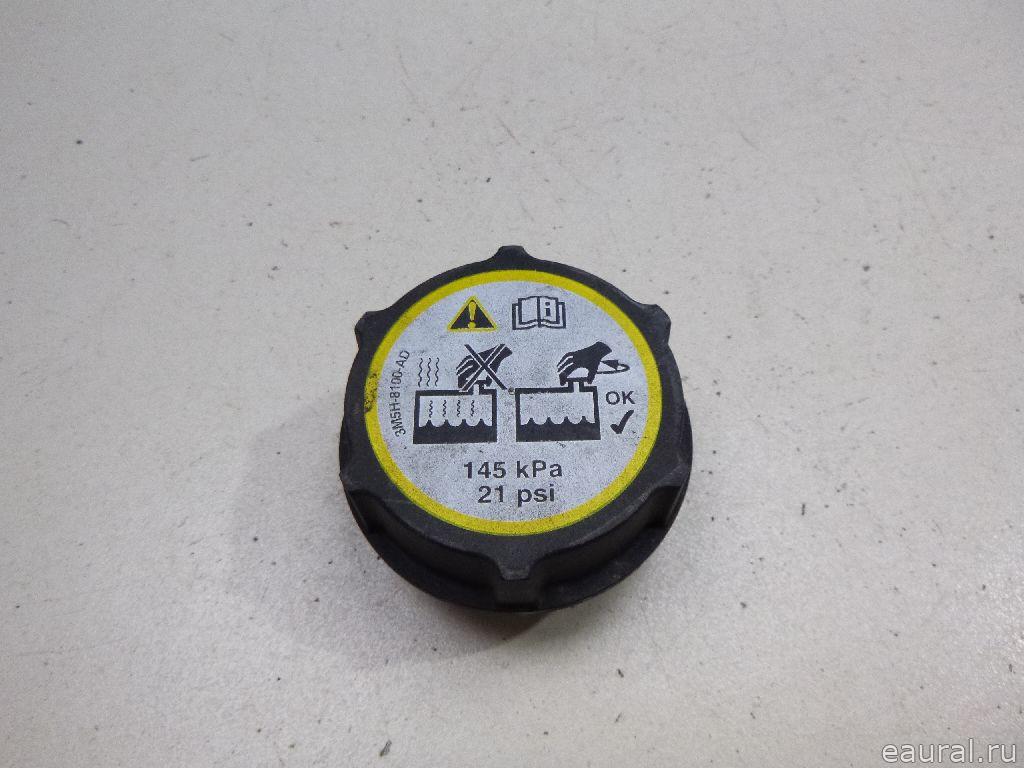 3M5H-8100-AD
OK
145 kPa
21 psi
eaural.ru